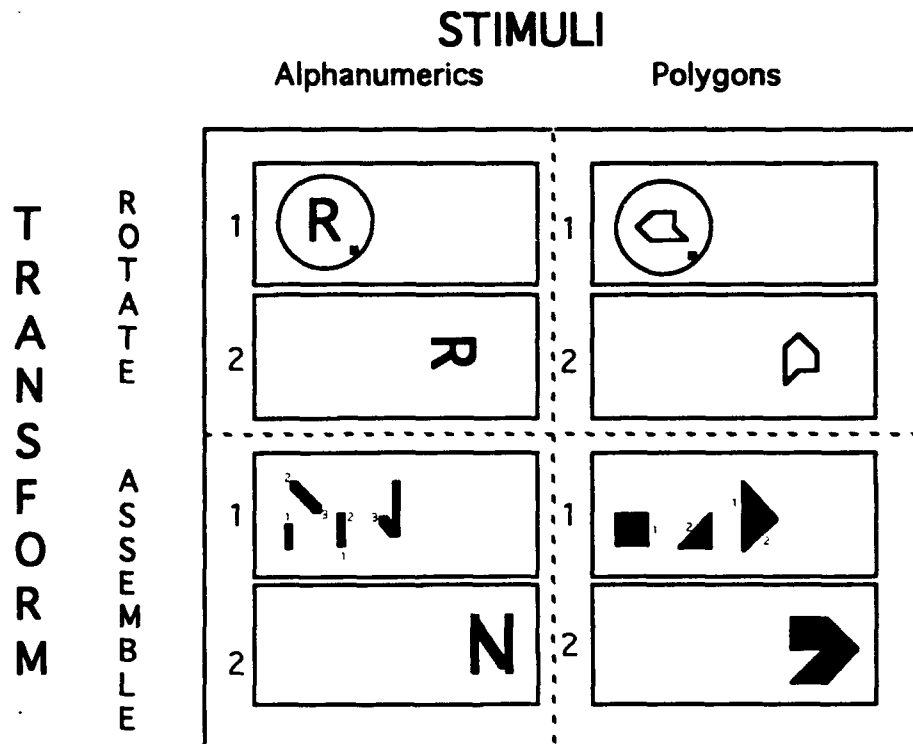 STIMULI
Alphanumerics Polygons
TRANSFORM
ROTATE
1 R 1
2 R 2
ASSEMBLE
1 2 1 3 2 1 3 1 1 2 1 2
2 N 2